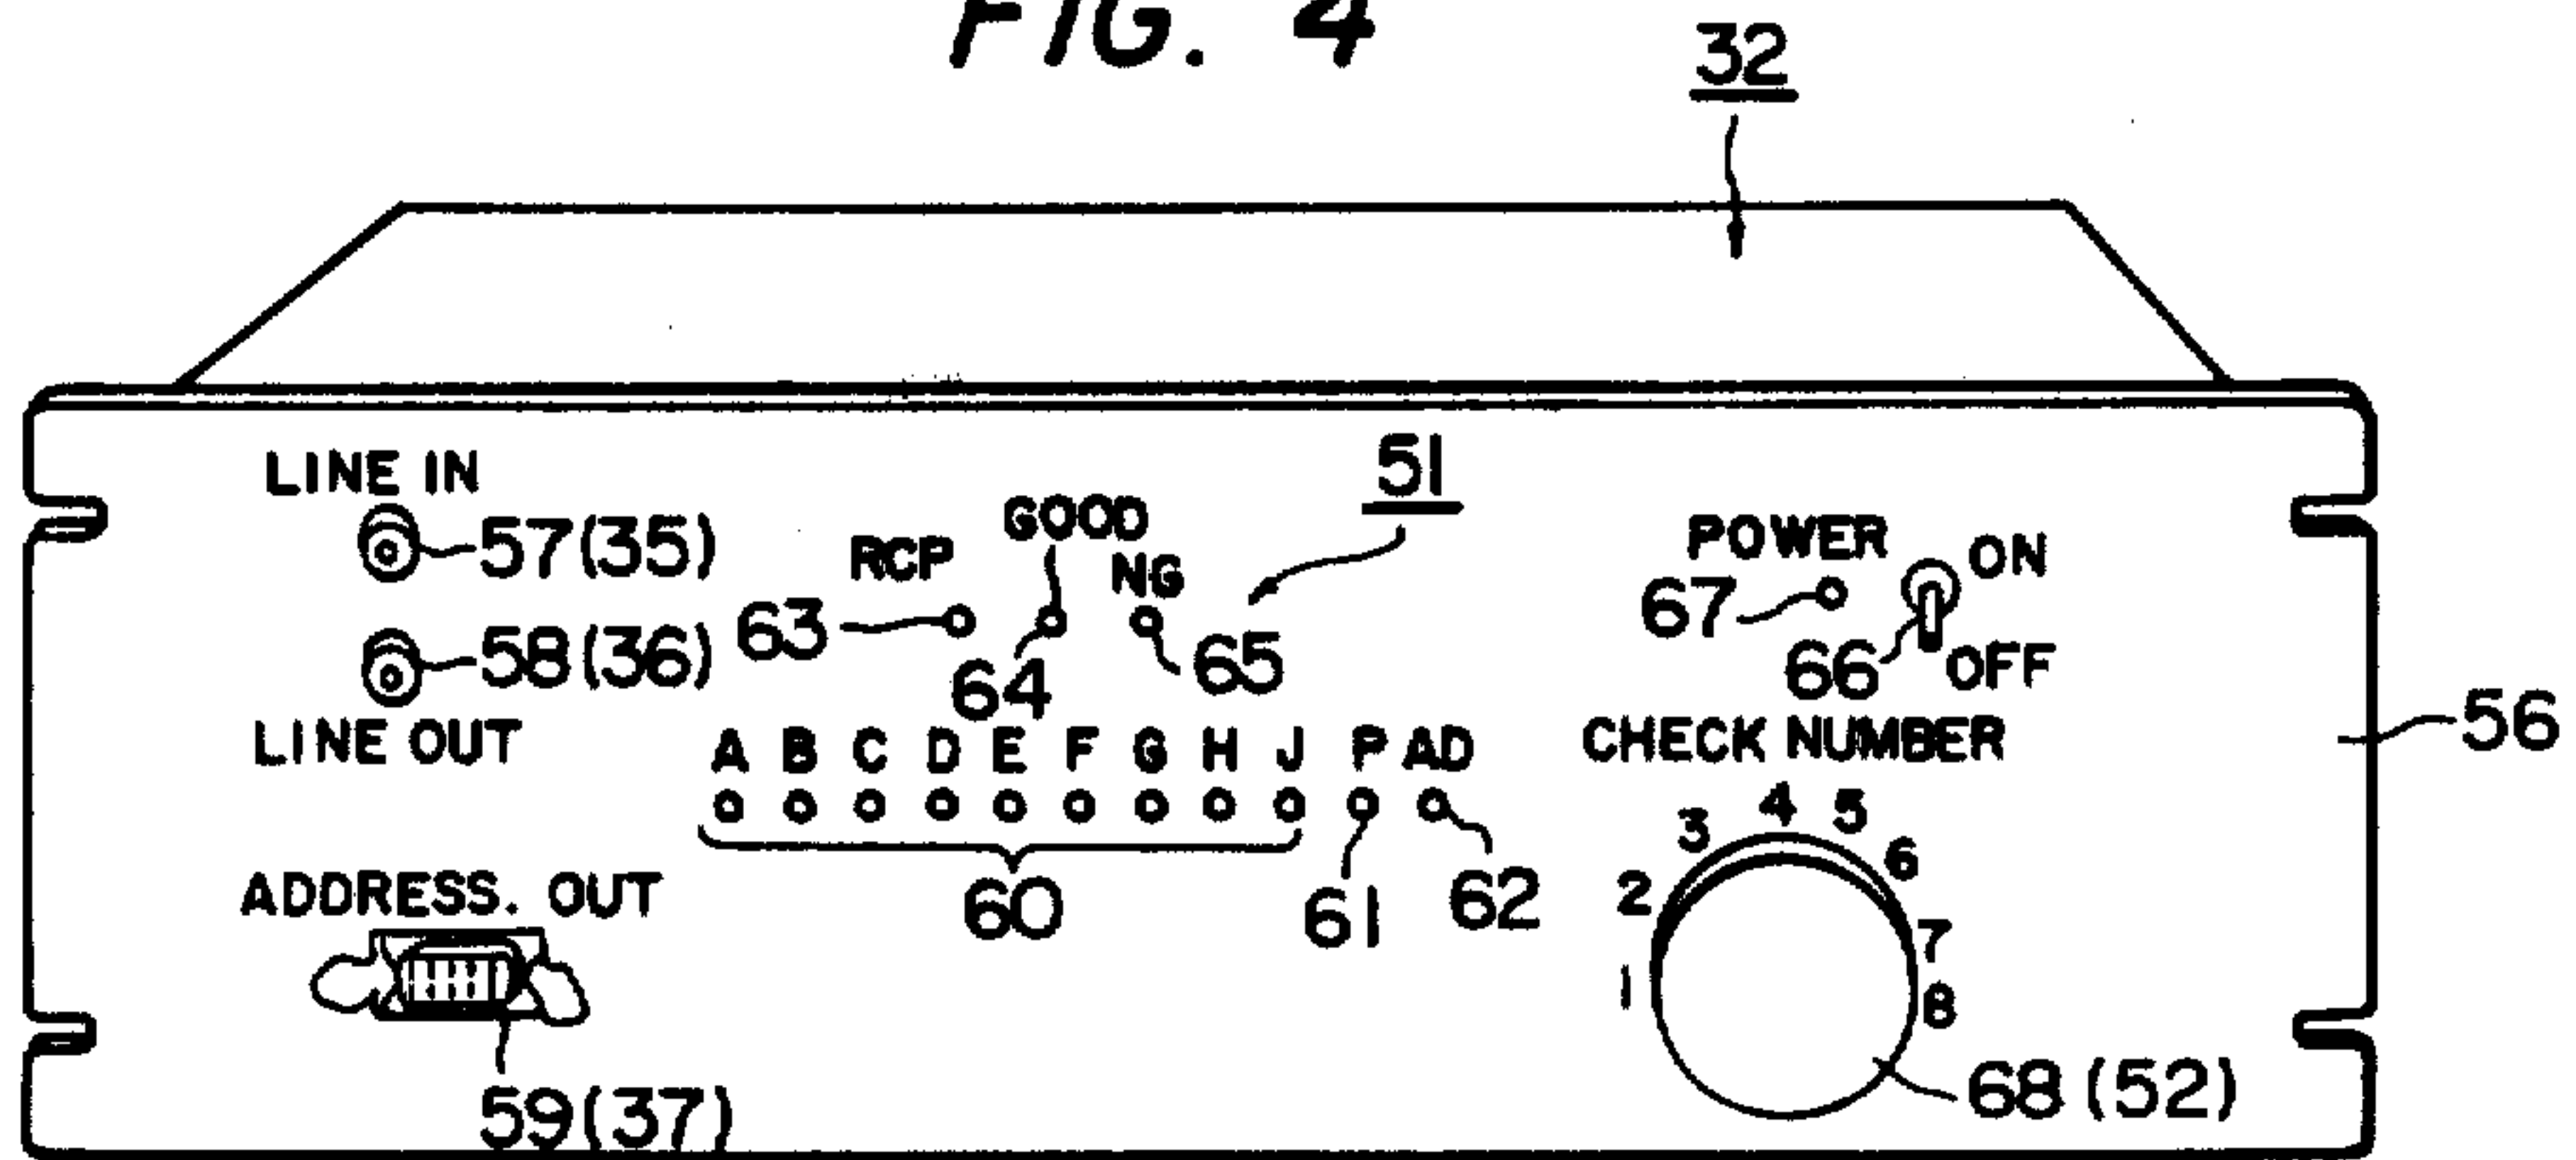 FIG. 4
32
LINE IN
57(35)
58(36)
LINE OUT
ADDRESS. OUT
59(37)
51
RCP GOOD NG
63 64 65
A B C D E F G H J P AD
60 61 62
POWER ON
67
66 OFF
56
CHECK NUMBER
1 2 3 4 5 6 7 8
68(52)